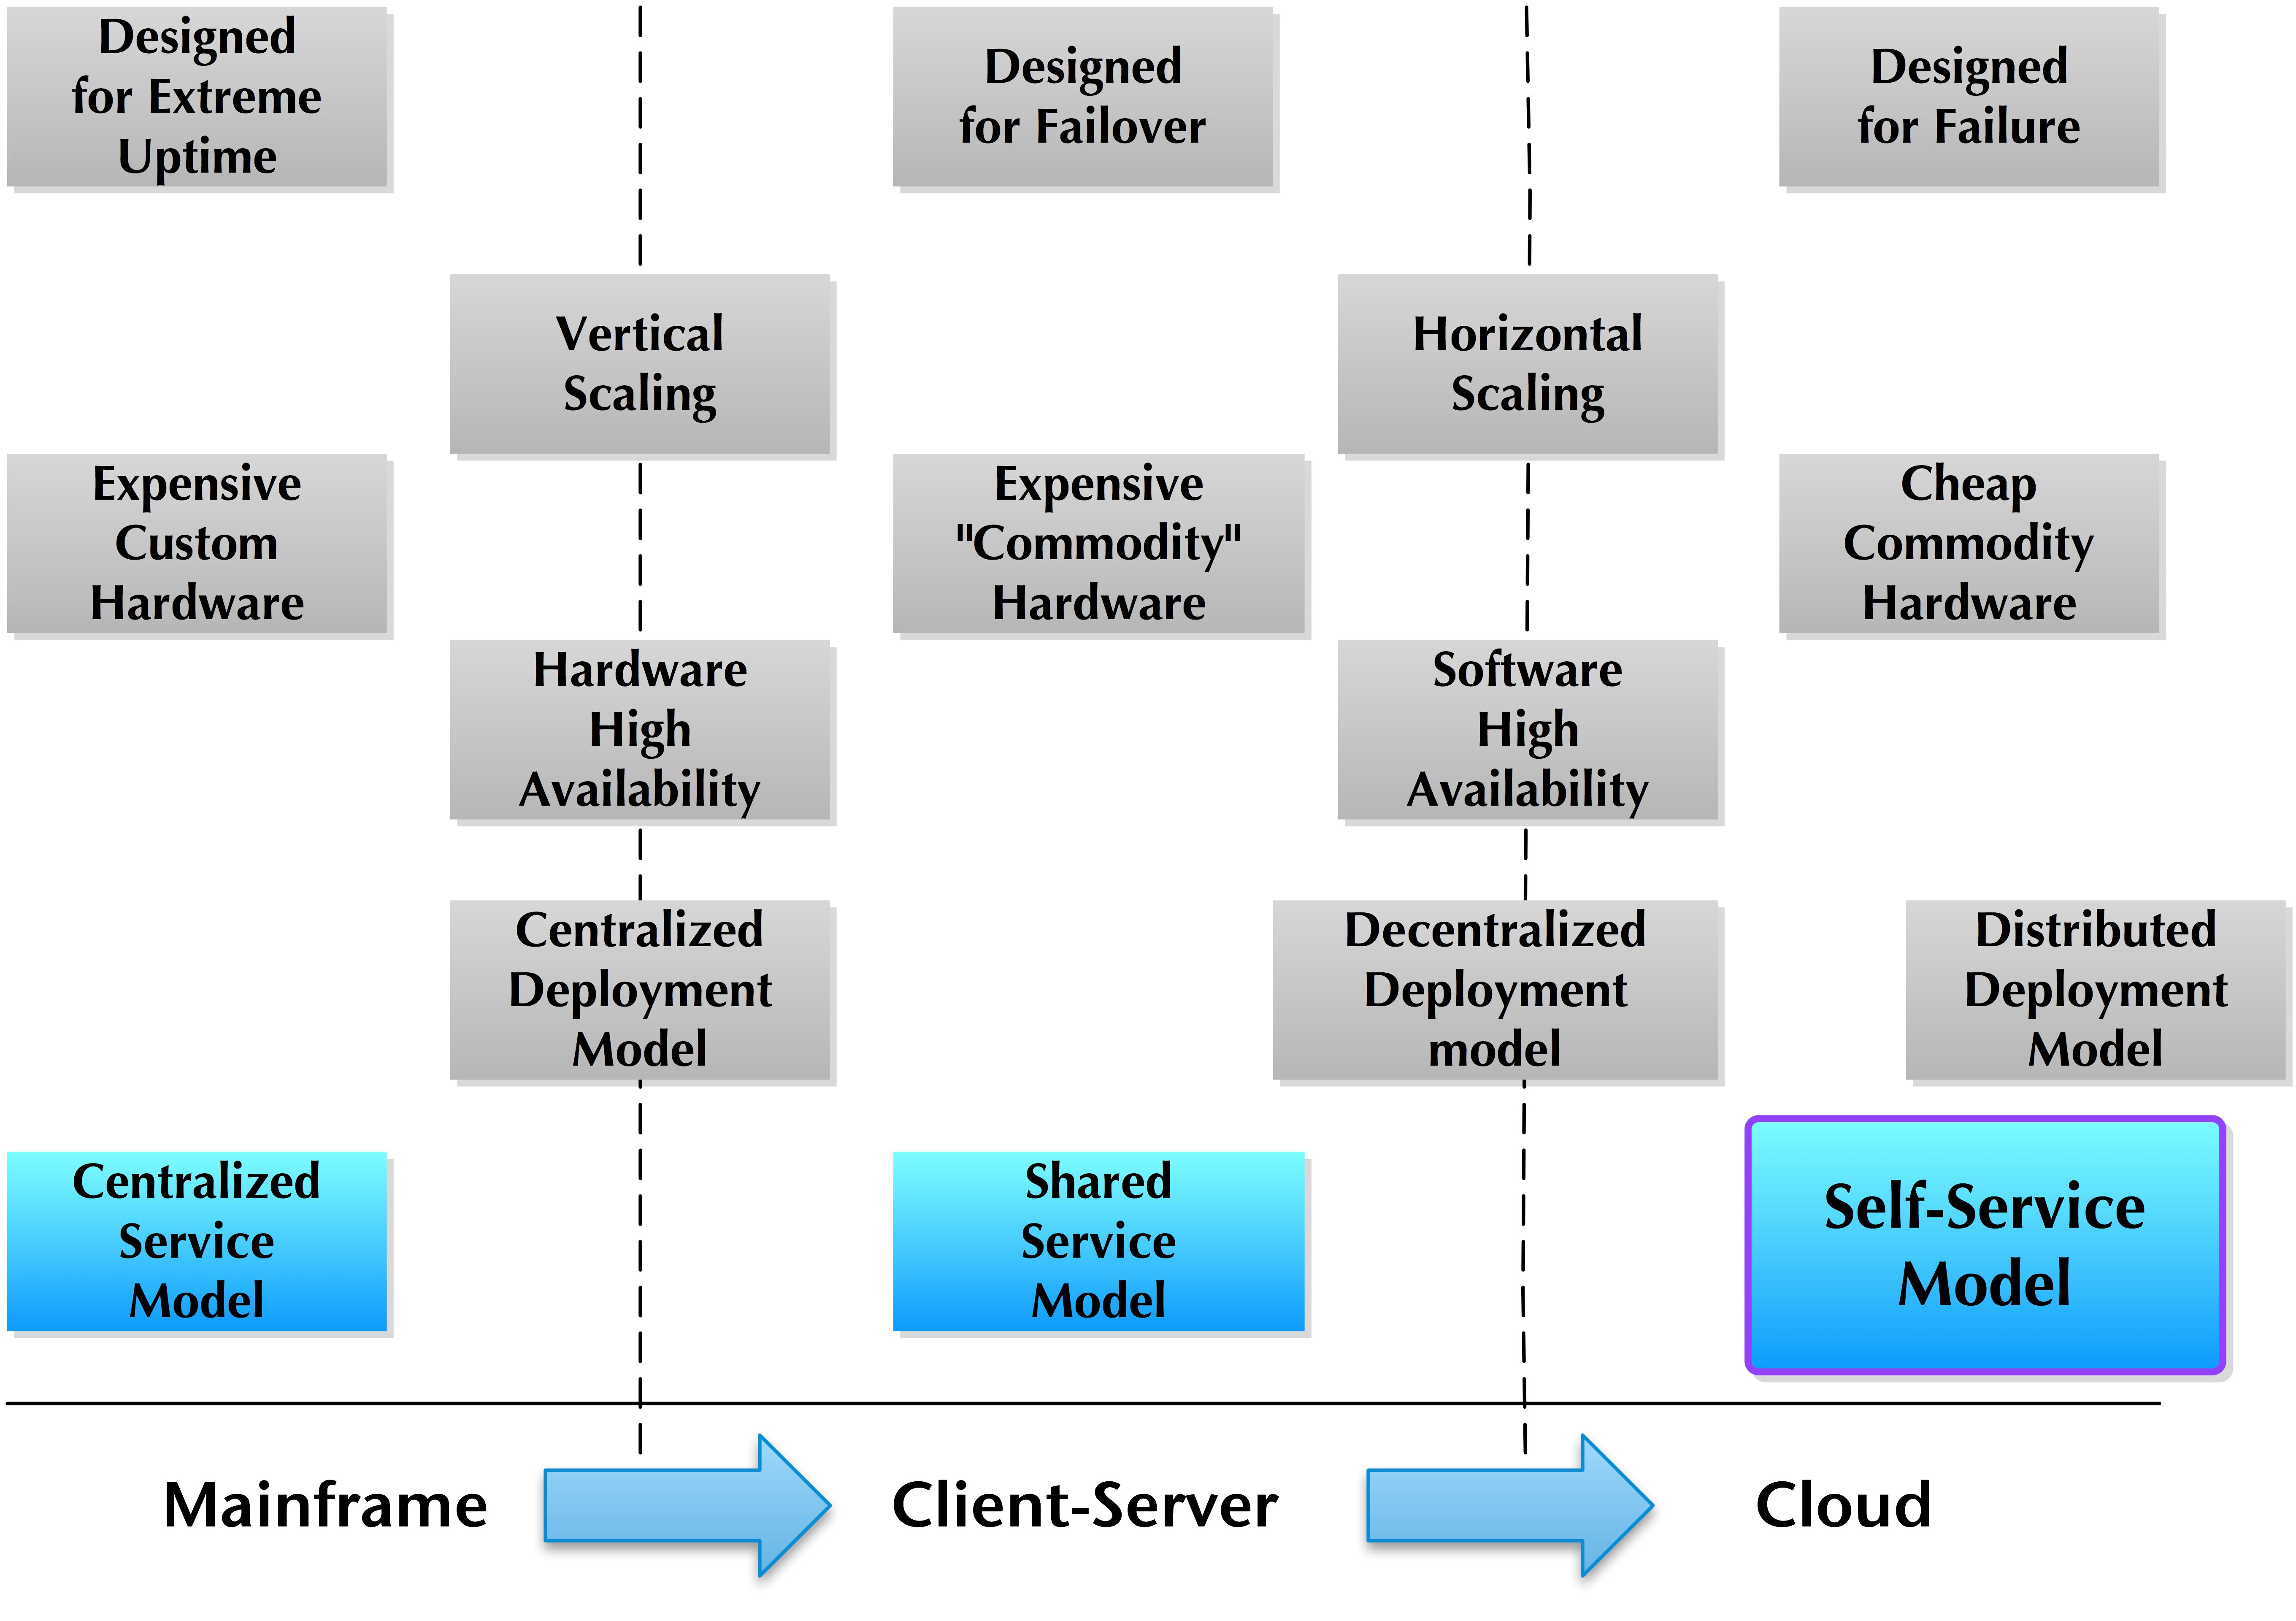 Designed
for Extreme
Uptime
Designed
for Failover
Designed
for Failure
Vertical
Scaling
Horizontal
Scaling
Expensive
Custom
Hardware
Expensive
"Commodity"
Hardware
Cheap
Commodity
Hardware
Hardware
High
Availability
Software
High
Availability
Centralized
Deployment
Model
Decentralized
Deployment
model
Distributed
Deployment
Model
Centralized
Service
Model
Shared
Service
Model
Self-Service
Model
Mainframe
Client-Server
Cloud